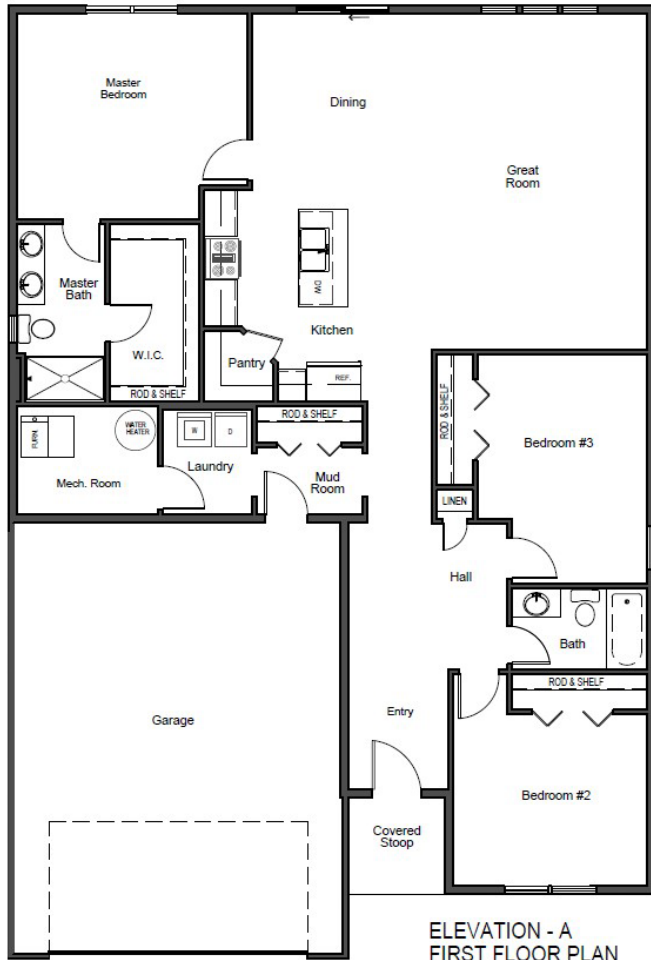 Master
Bedroom
Dining
Great
Room
Master
Bath
W.I.C.
ROD & SHELF
DW
Kitchen
Pantry
REF.
ROD & SHELF
FURN.
WATER
HEATER
Mech. Room
W
D
Laundry
ROD & SHELF
Mud
Room
Bedroom #3
LINEN
Hall
Bath
ROD & SHELF
Garage
Entry
Bedroom #2
Covered
Stoop
ELEVATION - A
FIRST FLOOR PLAN